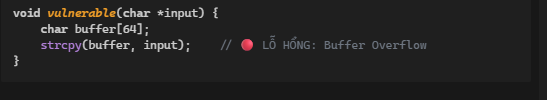 void vulnerable(char *input) {
    char buffer[64];
    strcpy(buffer, input);    // 🔴 LỖ HỔNG: Buffer Overflow
}